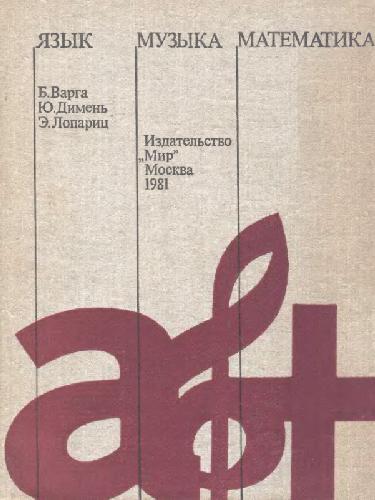 ЯЗЫК МУЗЫКА МАТЕМАТИКА
Б.Варга
Ю.Димень
Э.Лопариц
Издательство
„Мир"
Москва
1981